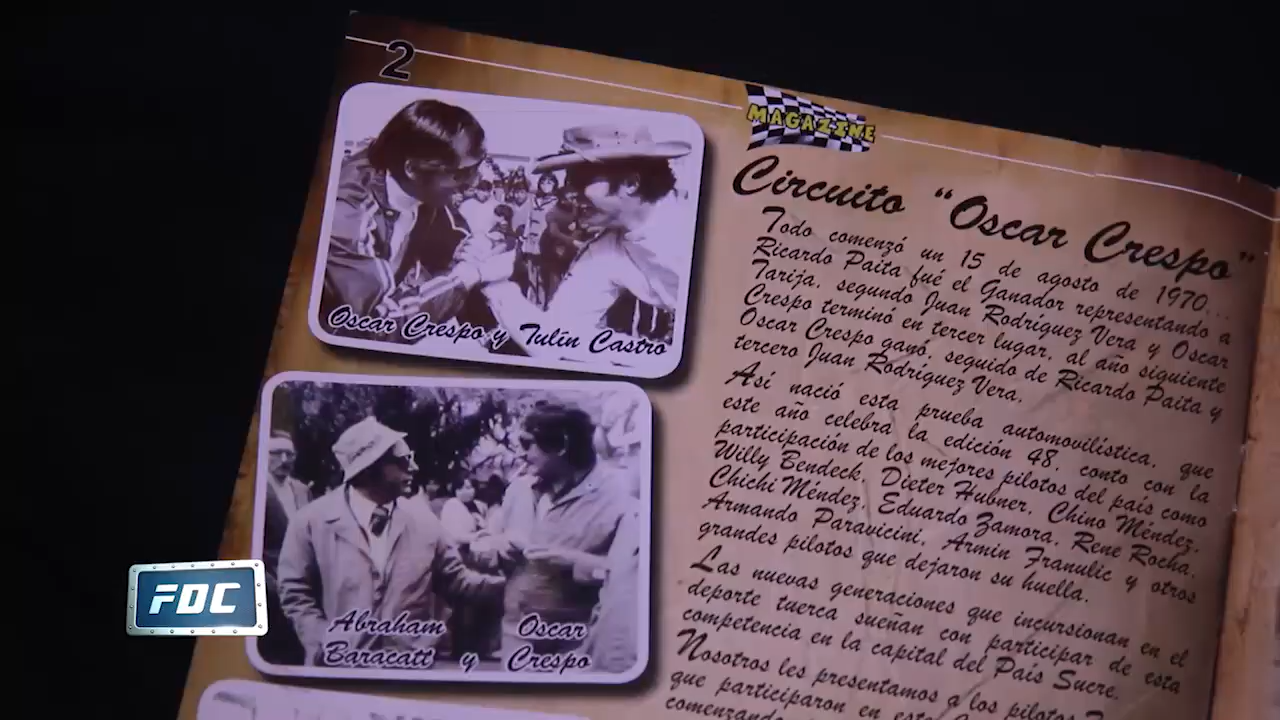 2
MAGAZINE
Circuito "Oscar Crespo"
Todo comenzó un 15 de agosto de 1970...
Ricardo Paita fué el Ganador representando a
Tarija, segundo Juan Rodríguez Vera y Oscar
Crespo terminó en tercer lugar, al año siguiente
Oscar Crespo ganó, seguido de Ricardo Paita y
tercero Juan Rodríguez Vera.
Así nació esta prueba automovilística, que
este año celebra la edición 48, conto con la
participación de los mejores pilotos del país como
Willy Bendeck, Dieter Hubner, Chino Méndez,
Chichi Méndez, Eduardo Zamora, Rene Rocha,
Armando Paravicini, Armin Franulic y otros
grandes pilotos que dejaron su huella.
Las nuevas generaciones que incursionan en el
deporte tuerca sueñan con participar de esta
competencia en la capital del País Sucre.
Nosotros les presentamos a los pilotos
que participaron en
comenzando
Oscar Crespo y Tulín Castro
Abraham Baracatt y Oscar Crespo
FDC